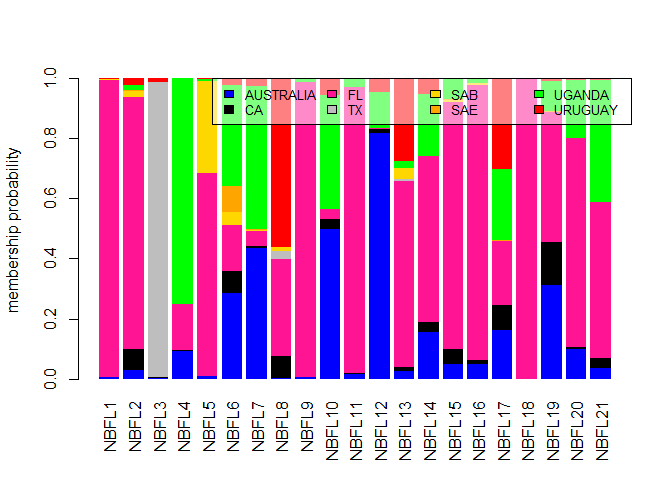 AUSTRALIA FL SAB UGANDA
CA TX SAE URUGUAY
membership probability
1.0
0.8
0.6
0.4
0.2
0.0
NBFL1 NBFL2 NBFL3 NBFL4 NBFL5 NBFL6 NBFL7 NBFL8 NBFL9 NBFL10 NBFL11 NBFL12 NBFL13 NBFL14 NBFL15 NBFL16 NBFL17 NBFL18 NBFL19 NBFL20 NBFL21